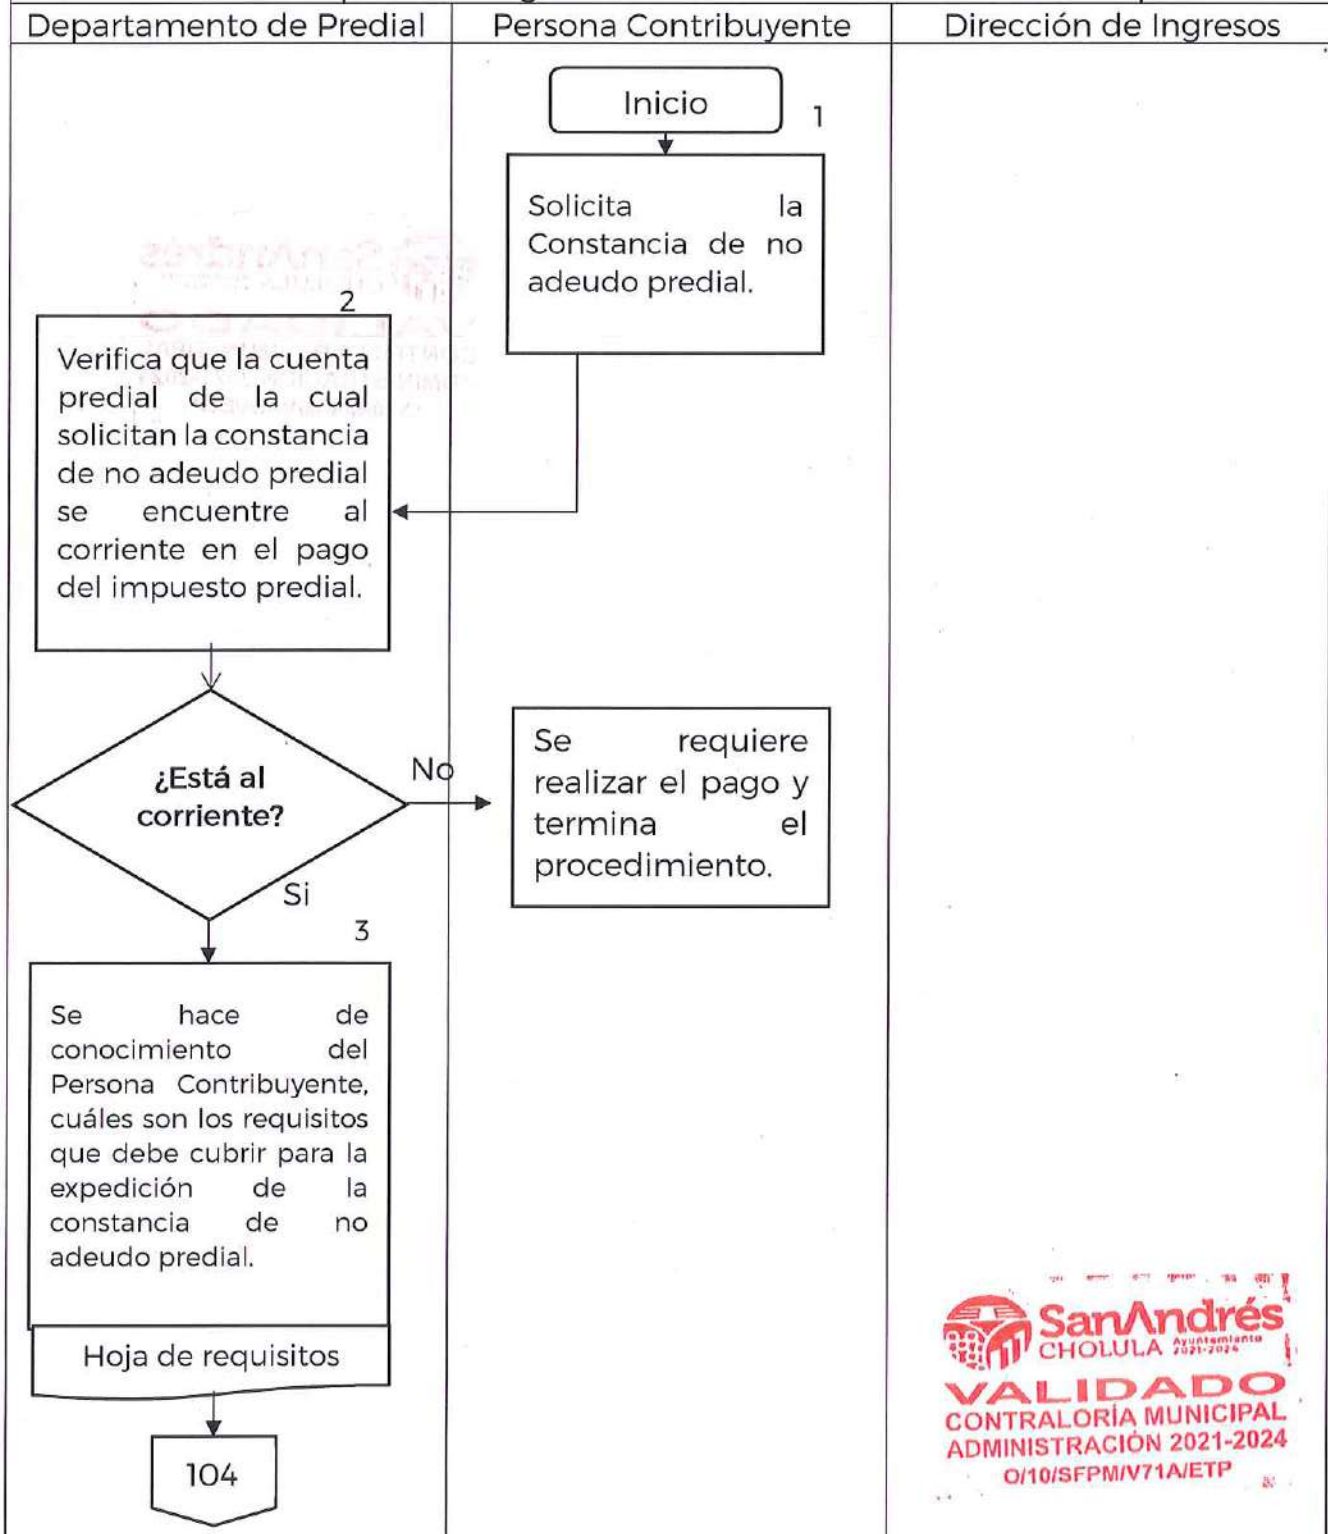 Departamento de Predial
Persona Contribuyente
Dirección de Ingresos
Inicio
1
Solicita la
Constancia de no
adeudo predial.
2
Verifica que la cuenta
predial de la cual
solicitan la constancia
de no adeudo predial
se encuentre al
corriente en el pago
del impuesto predial.
¿Está al
corriente?
No
Se requiere
realizar el pago y
termina el
procedimiento.
Si
3
Se hace de
conocimiento del
Persona Contribuyente,
cuáles son los requisitos
que debe cubrir para la
expedición de la
constancia de no
adeudo predial.
Hoja de requisitos
104
SanAndrés
CHOLULA Ayuntamiento 2021-2024
VALIDADO
CONTRALORÍA MUNICIPAL
ADMINISTRACIÓN 2021-2024
O/10/SFPM/V71A/ETP